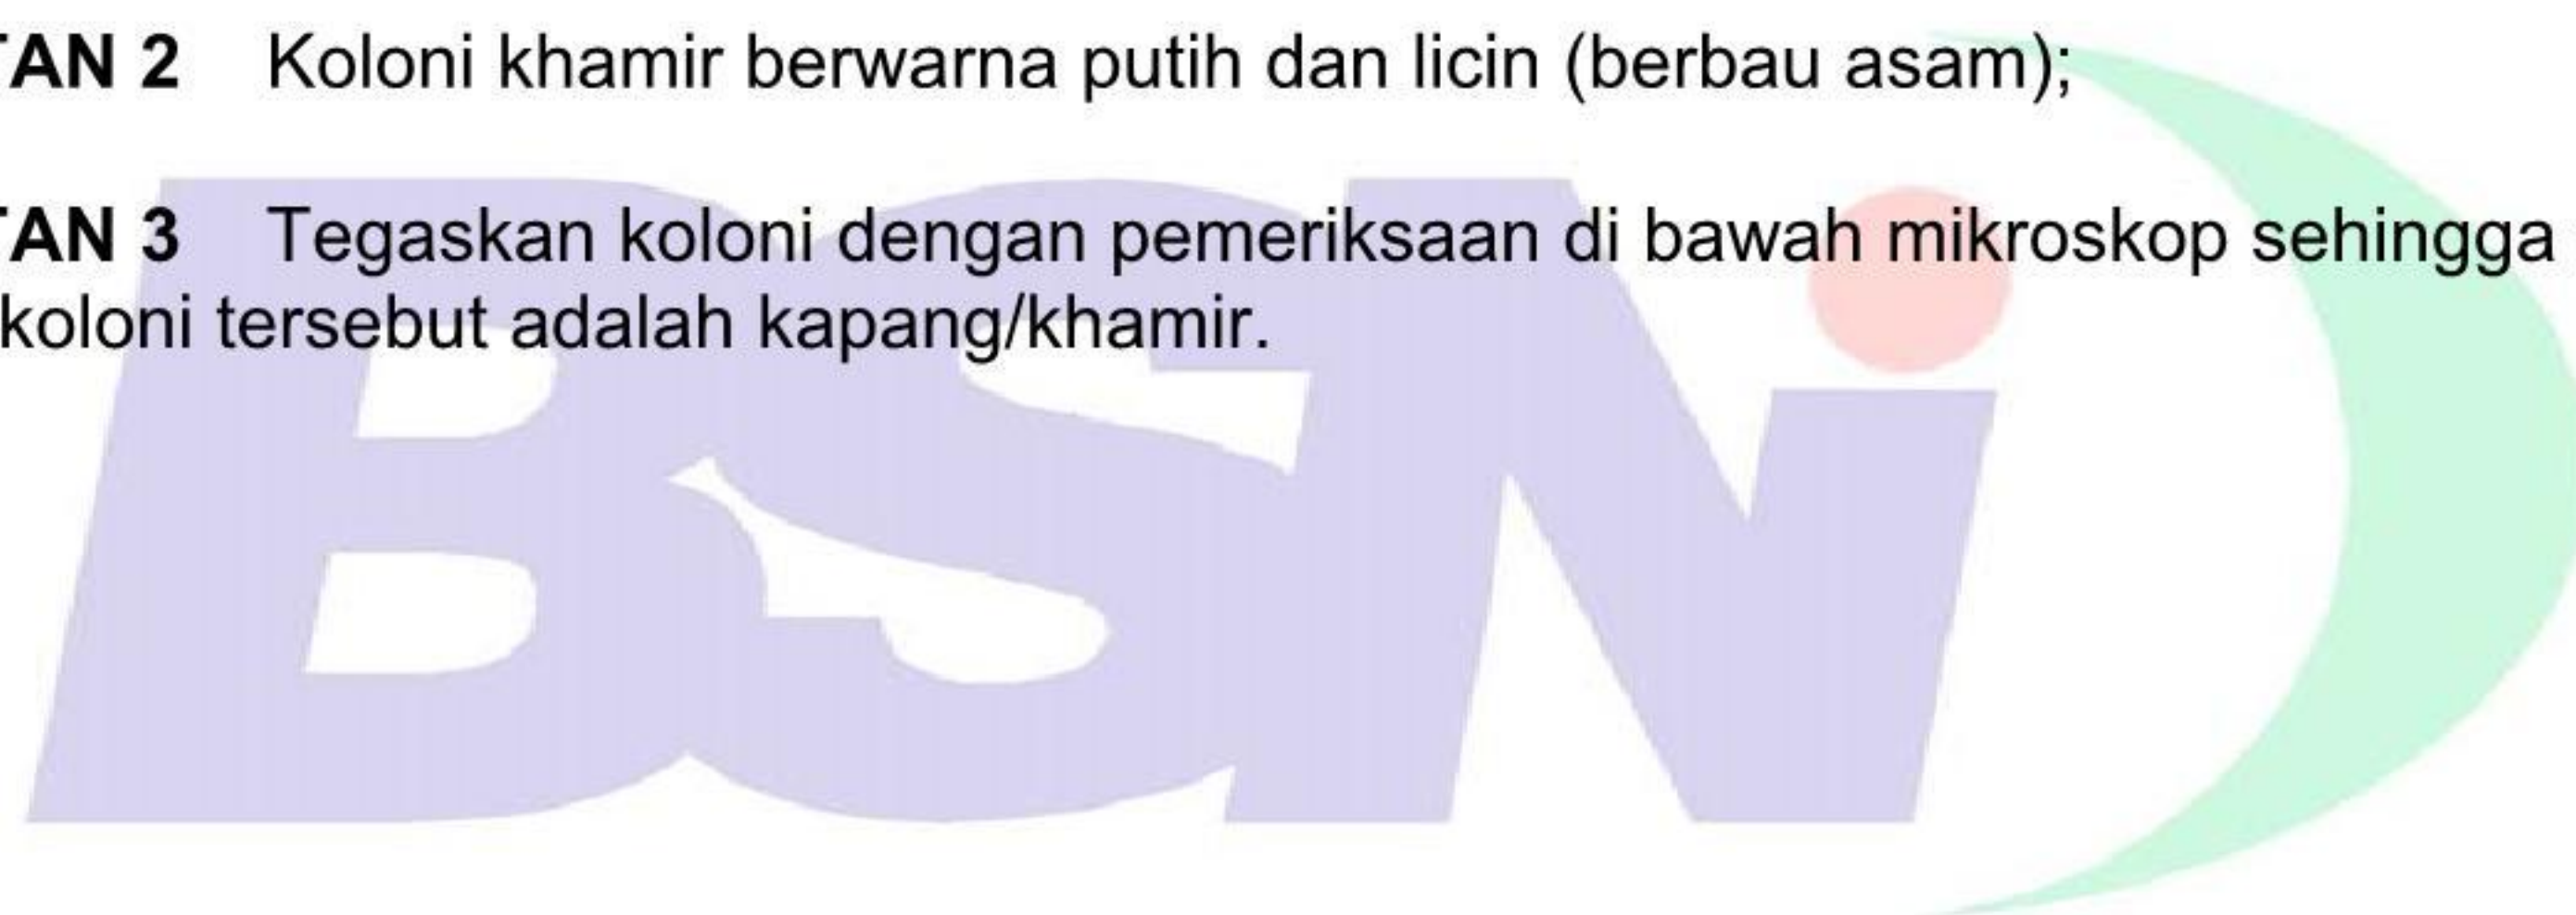 TAN 2 Koloni khamir berwarna putih dan licin (berbau asam);
TAN 3 Tegaskan koloni dengan pemeriksaan di bawah mikroskop sehingga
koloni tersebut adalah kapang/khamir.
BSNi